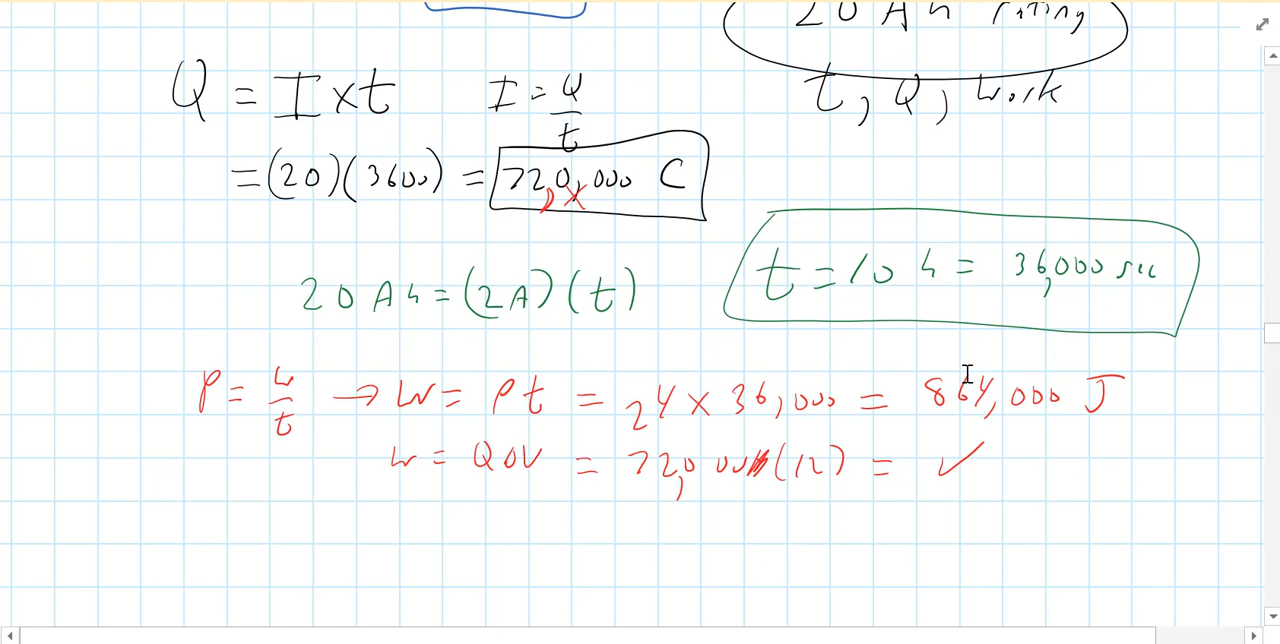 20 Ah rating
Q = I x t    I = Q/t
t, Q, work
= (20)(3600) = 720,000 C
, x
20 Ah = (2A)(t)
t = 10 h = 36,000 sec
P = W/t → W = Pt = 24 x 36,000 = 864,000 J
W = QΔV = 72,000 (12) = ✓